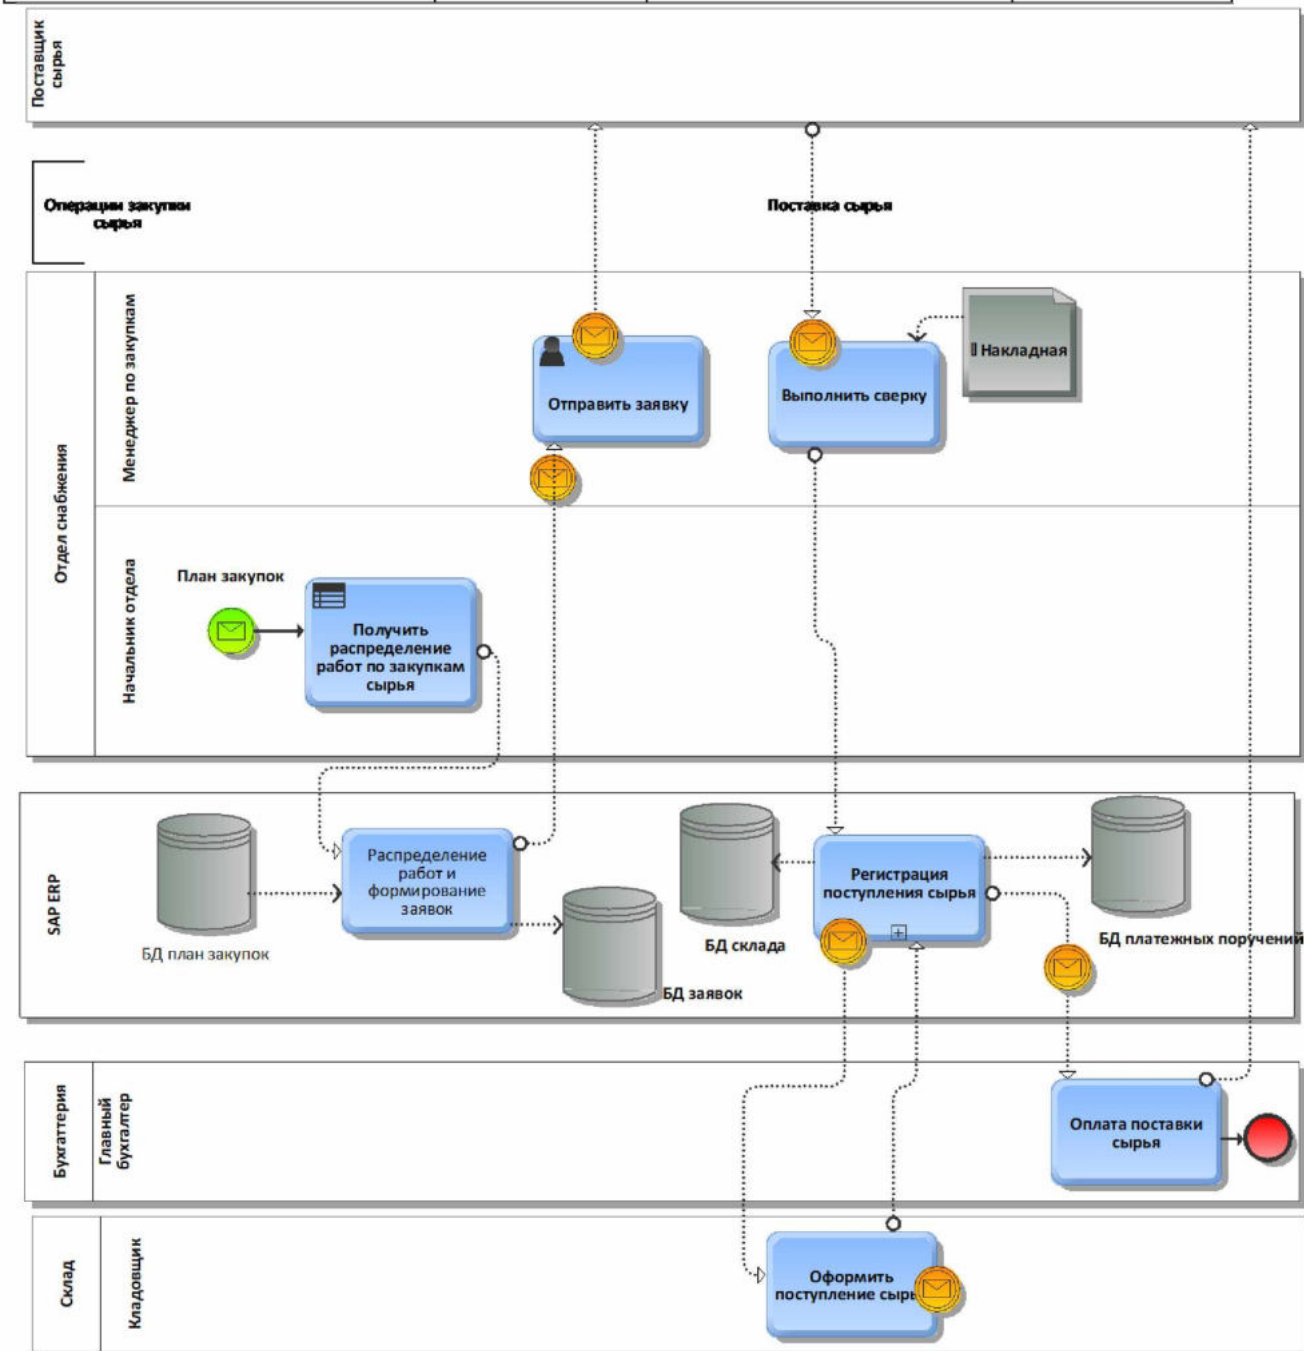 Поставщик
сырья
Операции закупки
сырья
Поставка сырья
Отдел снабжения
Менеджер по закупкам
Отправить заявку
Выполнить сверку
Накладная
Начальник отдела
План закупок
Получить
распределение
работ по закупкам
сырья
SAP ERP
БД план закупок
Распределение
работ и
формирование
заявок
БД заявок
БД склада
Регистрация
поступления сырья
БД платежных поручений
Бухгаттерия
Главный
бухгалтер
Оплата поставки
сырья
Склад
Кладовщик
Оформить
поступление сыр